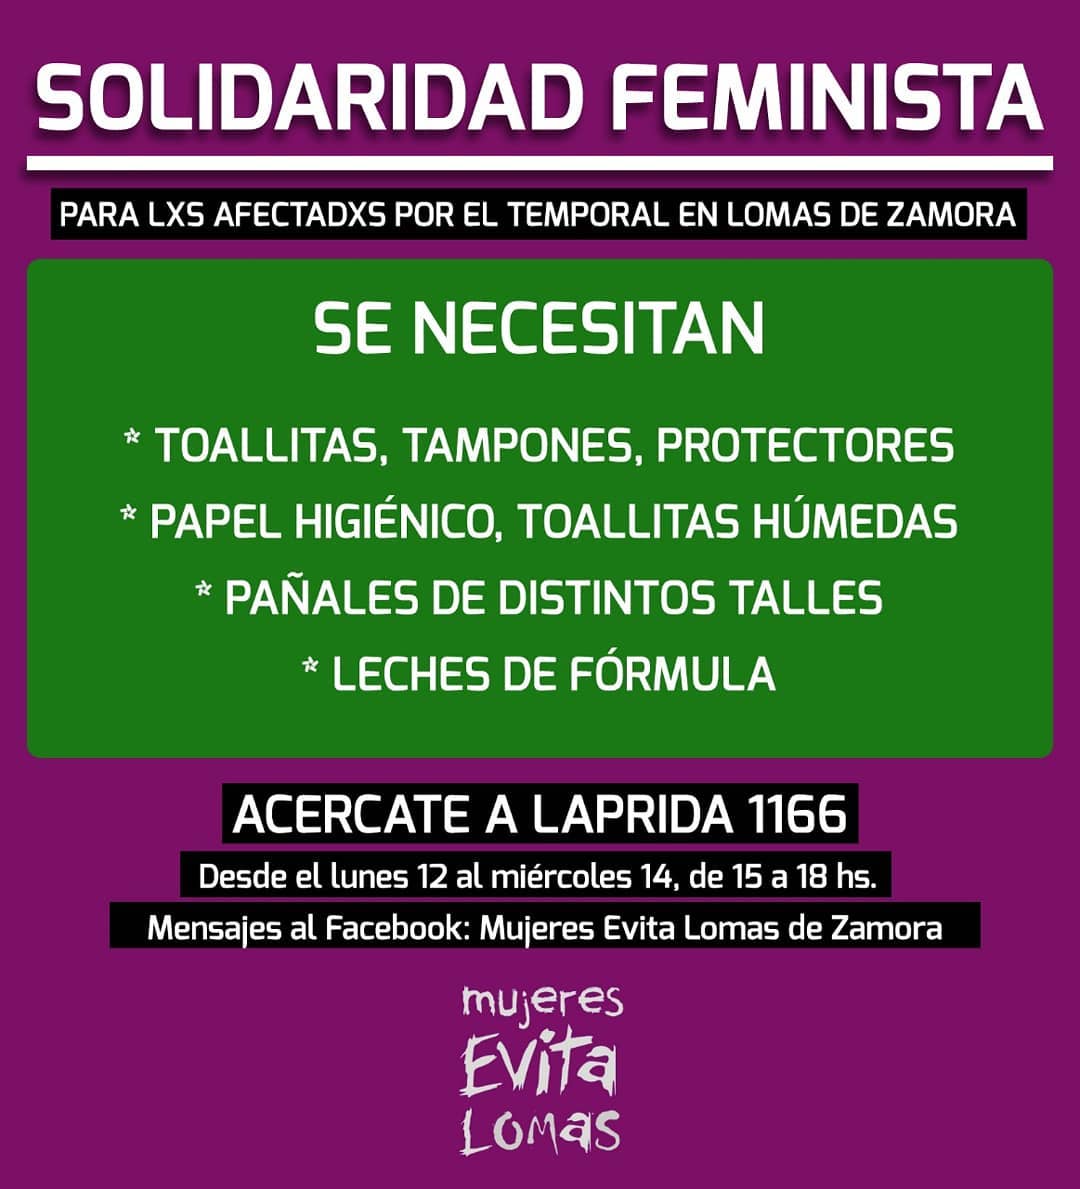 SOLIDARIDAD FEMINISTA
PARA LXS AFECTADXS POR EL TEMPORAL EN LOMAS DE ZAMORA
SE NECESITAN
* TOALLITAS, TAMPONES, PROTECTORES
* PAPEL HIGIÉNICO, TOALLITAS HÚMEDAS
* PAÑALES DE DISTINTOS TALLES
* LECHES DE FÓRMULA
ACERCATE A LAPRIDA 1166
Desde el lunes 12 al miércoles 14, de 15 a 18 hs.
Mensajes al Facebook: Mujeres Evita Lomas de Zamora
mujeres
Evita
Lomas